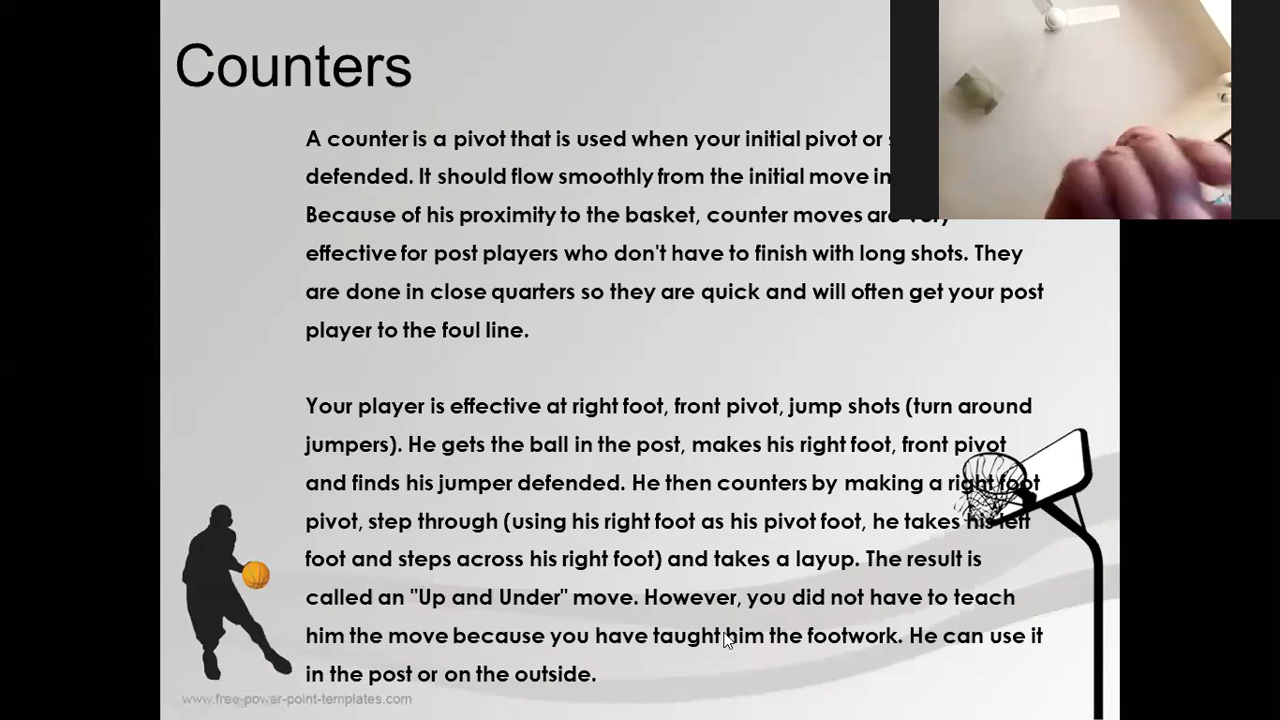 Counters
A counter is a pivot that is used when your initial pivot or
defended. It should flow smoothly from the initial move in
Because of his proximity to the basket, counter moves are very
effective for post players who don't have to finish with long shots. They
are done in close quarters so they are quick and will often get your post
player to the foul line.
Your player is effective at right foot, front pivot, jump shots (turn around
jumpers). He gets the ball in the post, makes his right foot, front pivot
and finds his jumper defended. He then counters by making a right foot
pivot, step through (using his right foot as his pivot foot, he takes his left
foot and steps across his right foot) and takes a layup. The result is
called an "Up and Under" move. However, you did not have to teach
him the move because you have taught him the footwork. He can use it
in the post or on the outside.
www.free-power-point-templates.com